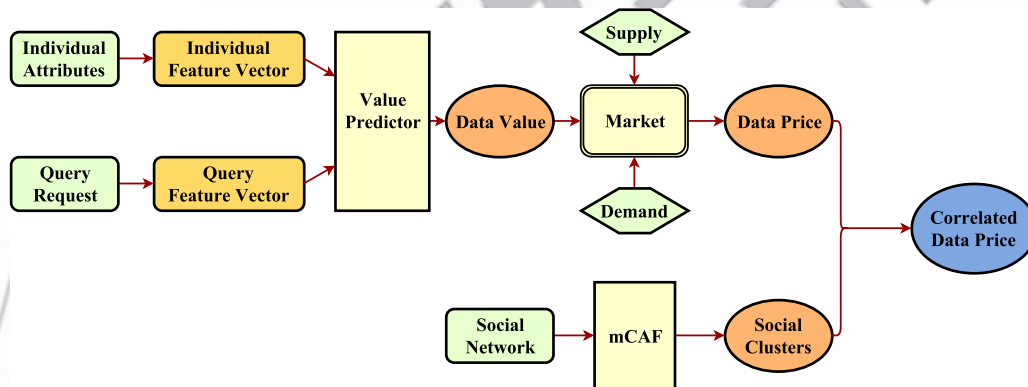 Individual
Attributes
Individual
Feature Vector
Query
Request
Query
Feature Vector
Value
Predictor
Data Value
Supply
Market
Demand
Data Price
Social
Network
mCAF
Social
Clusters
Correlated
Data Price